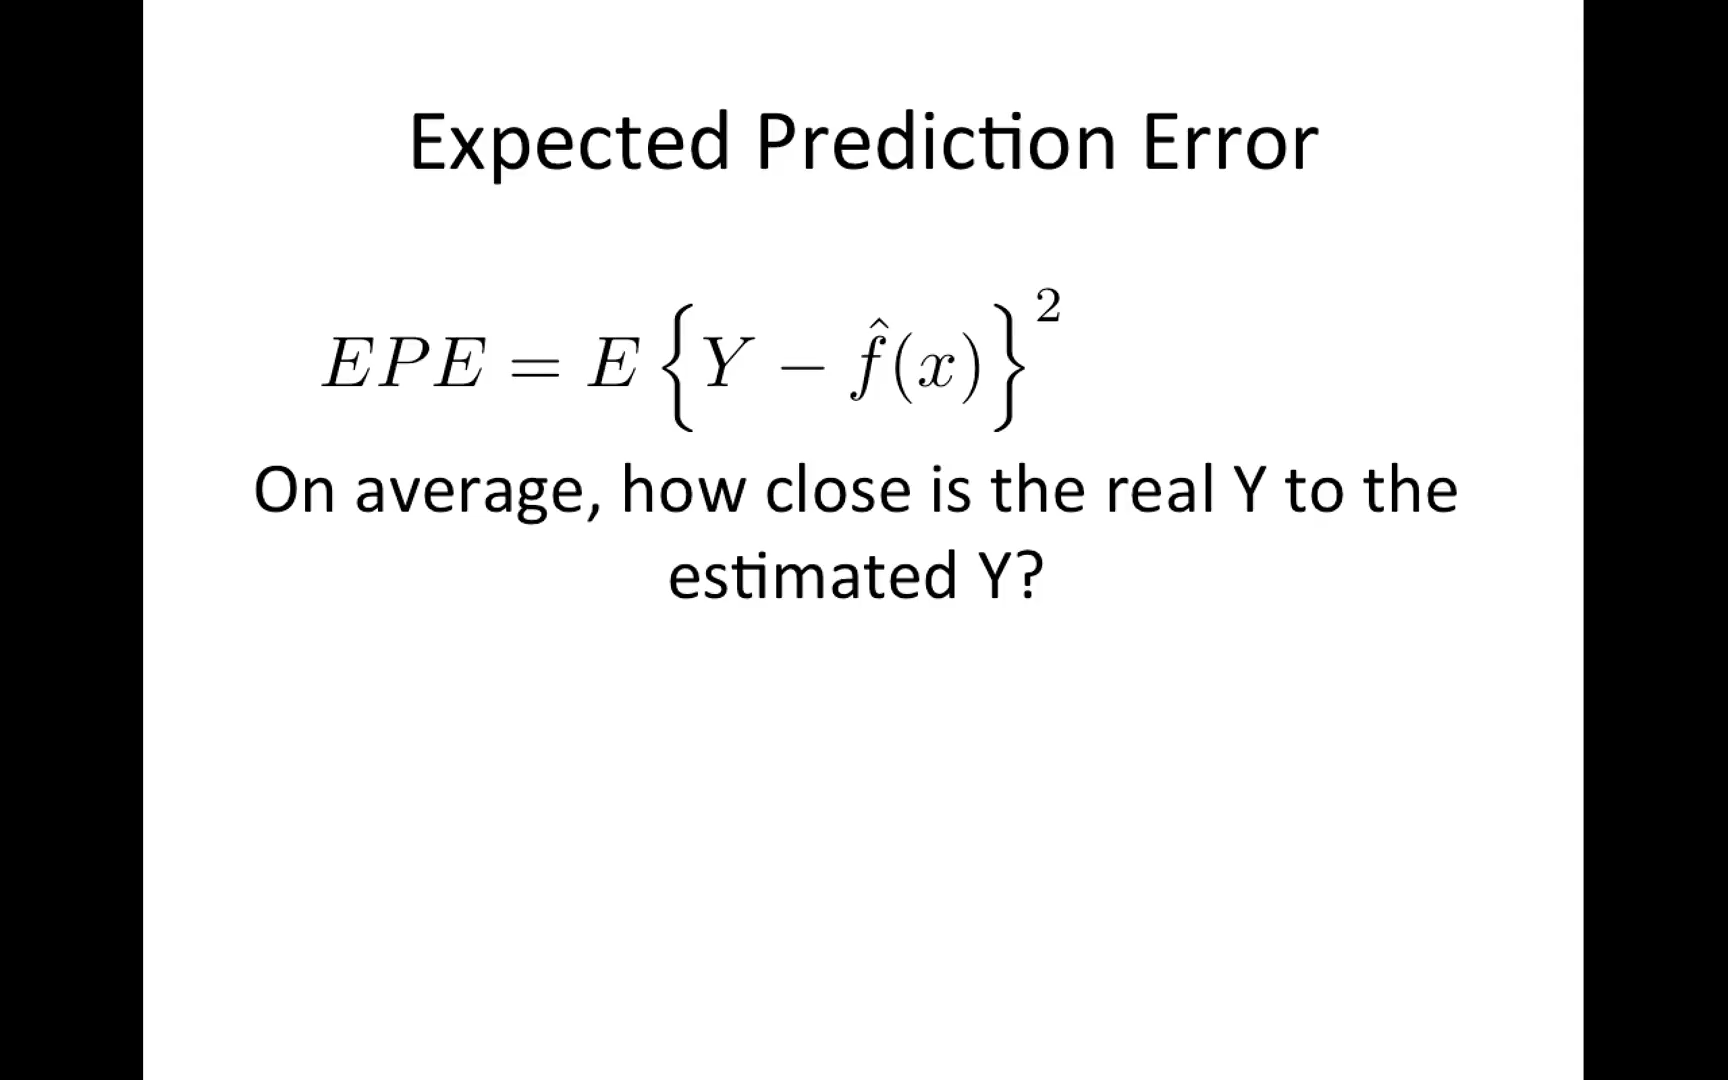 Expected Prediction Error
EPE = E{Y − f̂(x)}²
On average, how close is the real Y to the
estimated Y?